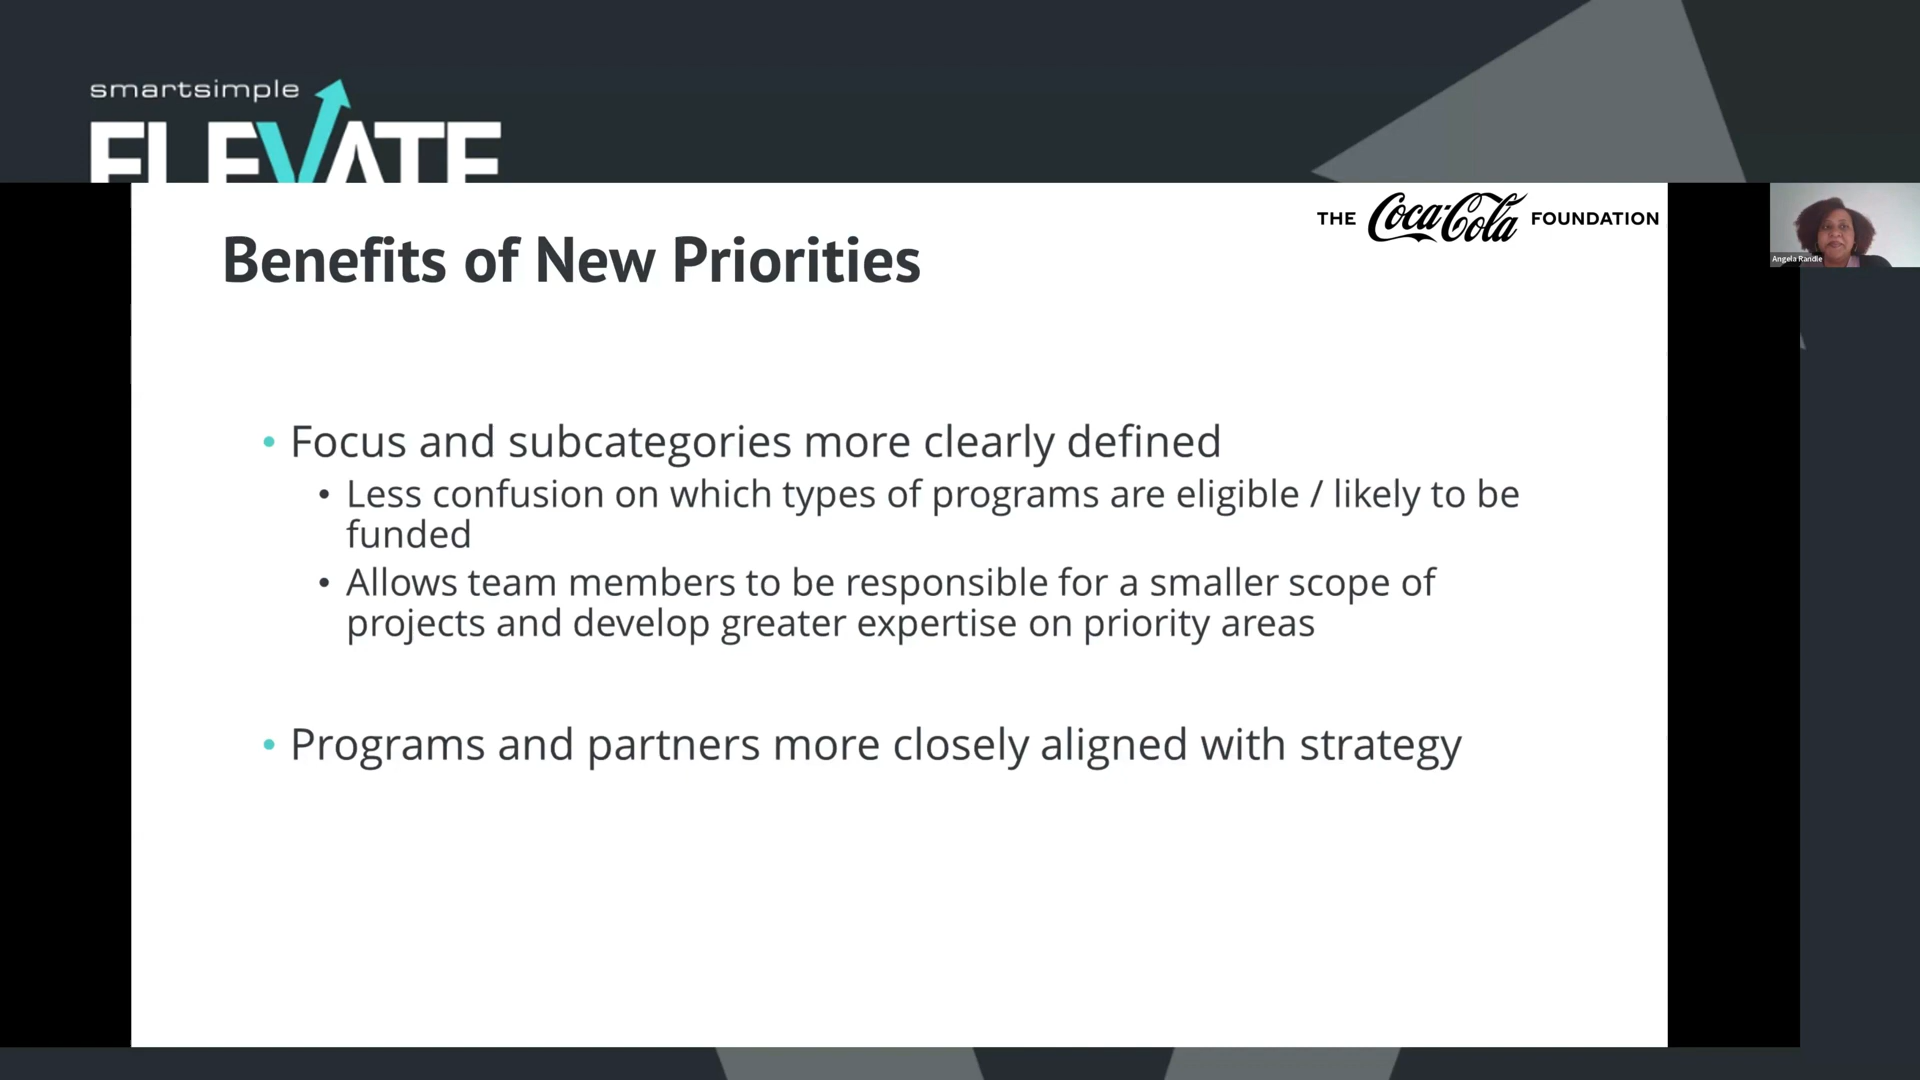 smartsimple
ELEVATE
THE Coca-Cola FOUNDATION
Angela Randle
Benefits of New Priorities
• Focus and subcategories more clearly defined
• Less confusion on which types of programs are eligible / likely to be
funded
• Allows team members to be responsible for a smaller scope of
projects and develop greater expertise on priority areas
• Programs and partners more closely aligned with strategy